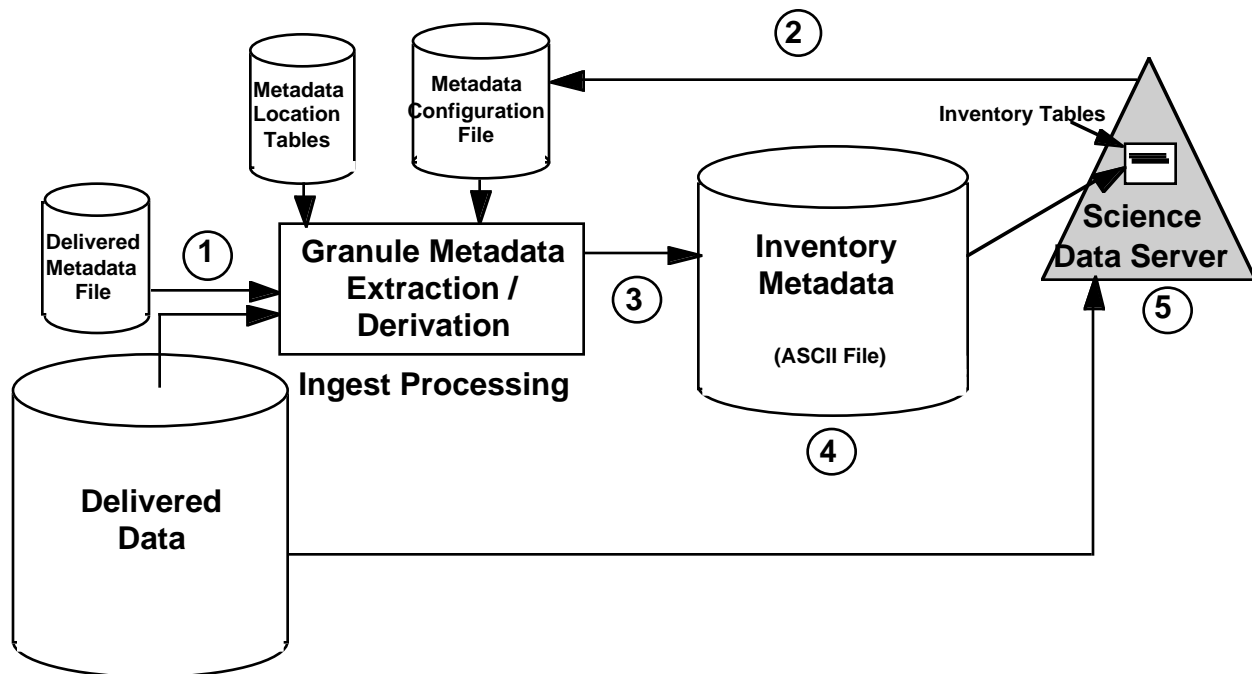 2
Metadata
Location
Tables
Metadata
Configuration
File
Inventory Tables
Delivered
Metadata
File
1
Granule Metadata
Extraction /
Derivation
3
Inventory
Metadata
(ASCII File)
Science
Data Server
5
Ingest Processing
4
Delivered
Data